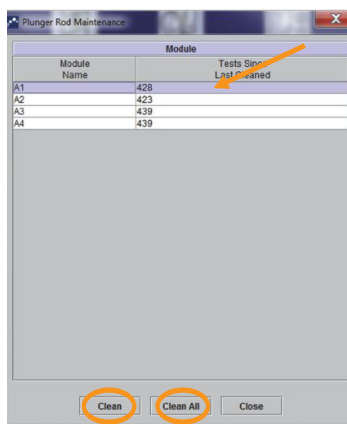 Plunger Rod Maintenance
X
Module
Module Name Tests Since Last Cleaned
A1 428
A2 423
A3 439
A4 439
Clean Clean All Close